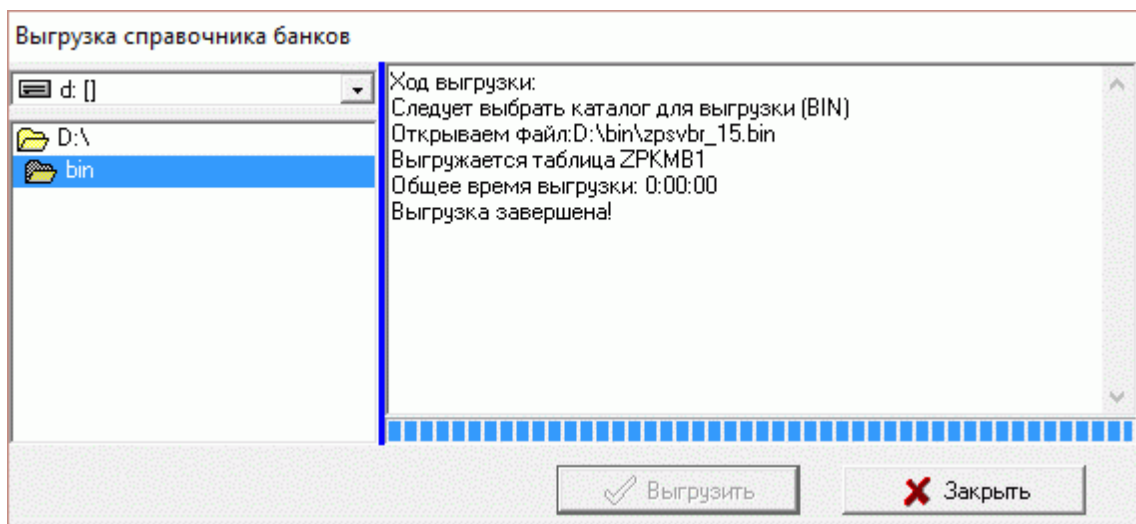 Выгрузка справочника банков
d: []
D:\
bin
Ход выгрузки:
Следует выбрать каталог для выгрузки (BIN)
Открываем файл:D:\bin\zpsvbr_15.bin
Выгружается таблица ZPKMB1
Общее время выгрузки: 0:00:00
Выгрузка завершена!
Выгрузить
Закрыть